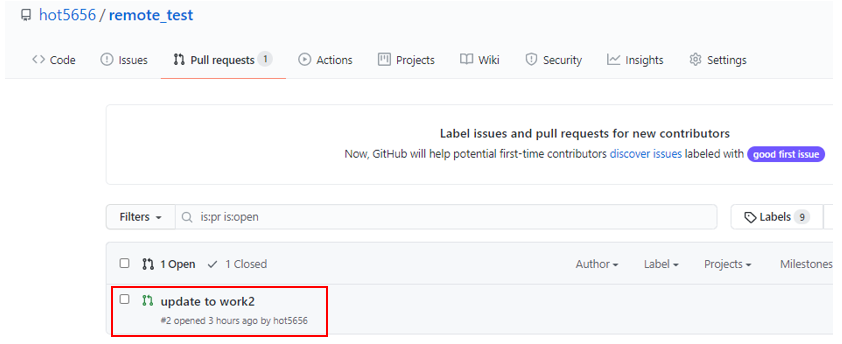 hot5656 / remote_test
Code Issues Pull requests 1 Actions Projects Wiki Security Insights Settings
Label issues and pull requests for new contributors
Now, GitHub will help potential first-time contributors discover issues labeled with good first issue
Filters is:pr is:open Labels 9
1 Open 1 Closed Author Label Projects Milestones
update to work2
#2 opened 3 hours ago by hot5656